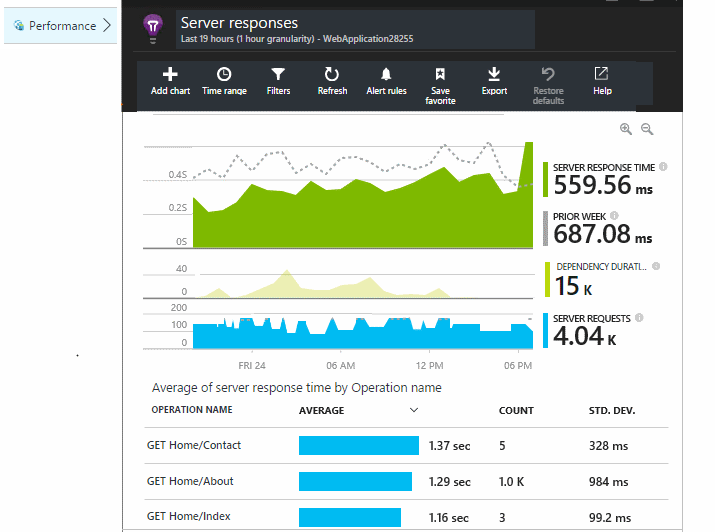 Performance
Server responses
Last 19 hours (1 hour granularity) - WebApplication28255
Add chart Time range Filters Refresh Alert rules Save favorite Export Restore defaults Help
0.4S
0.2S
0S
SERVER RESPONSE TIME
559.56 ms
PRIOR WEEK
687.08 ms
40
0
DEPENDENCY DURATI...
15 K
200
100
0
SERVER REQUESTS
4.04 K
FRI 24 06 AM 12 PM 06 PM
Average of server response time by Operation name
OPERATION NAME AVERAGE COUNT STD. DEV.
GET Home/Contact 1.37 sec 5 328 ms
GET Home/About 1.29 sec 1.0 K 984 ms
GET Home/Index 1.16 sec 3 99.2 ms